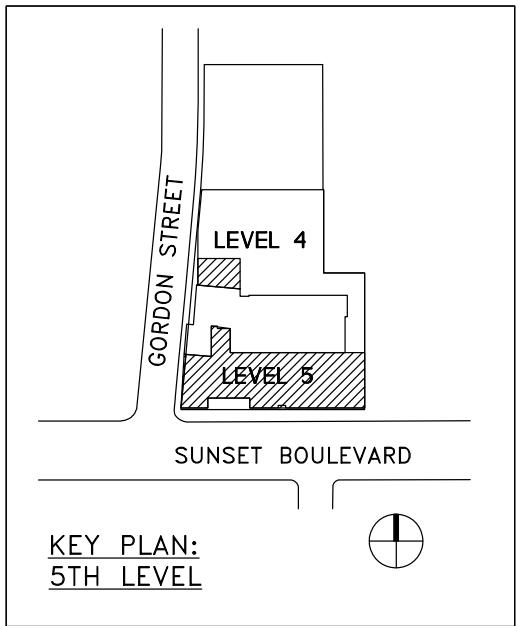 GORDON STREET
LEVEL 4
LEVEL 5
SUNSET BOULEVARD
KEY PLAN:
5TH LEVEL